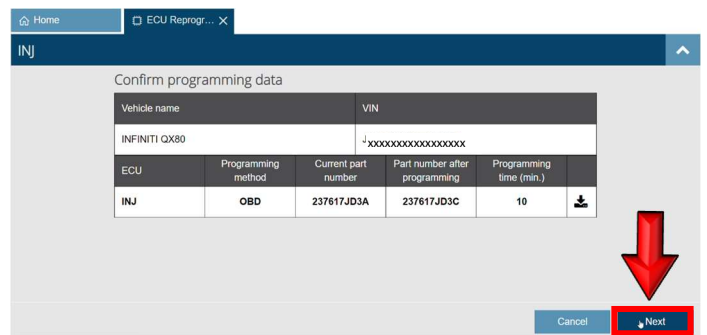 Home
ECU Reprogr... X
INJ
Confirm programming data
Vehicle name VIN
INFINITI QX80 Jxxxxxxxxxxxxxxxx
ECU Programming method Current part number Part number after programming Programming time (min.)
INJ OBD 237617JD3A 237617JD3C 10
Cancel Next